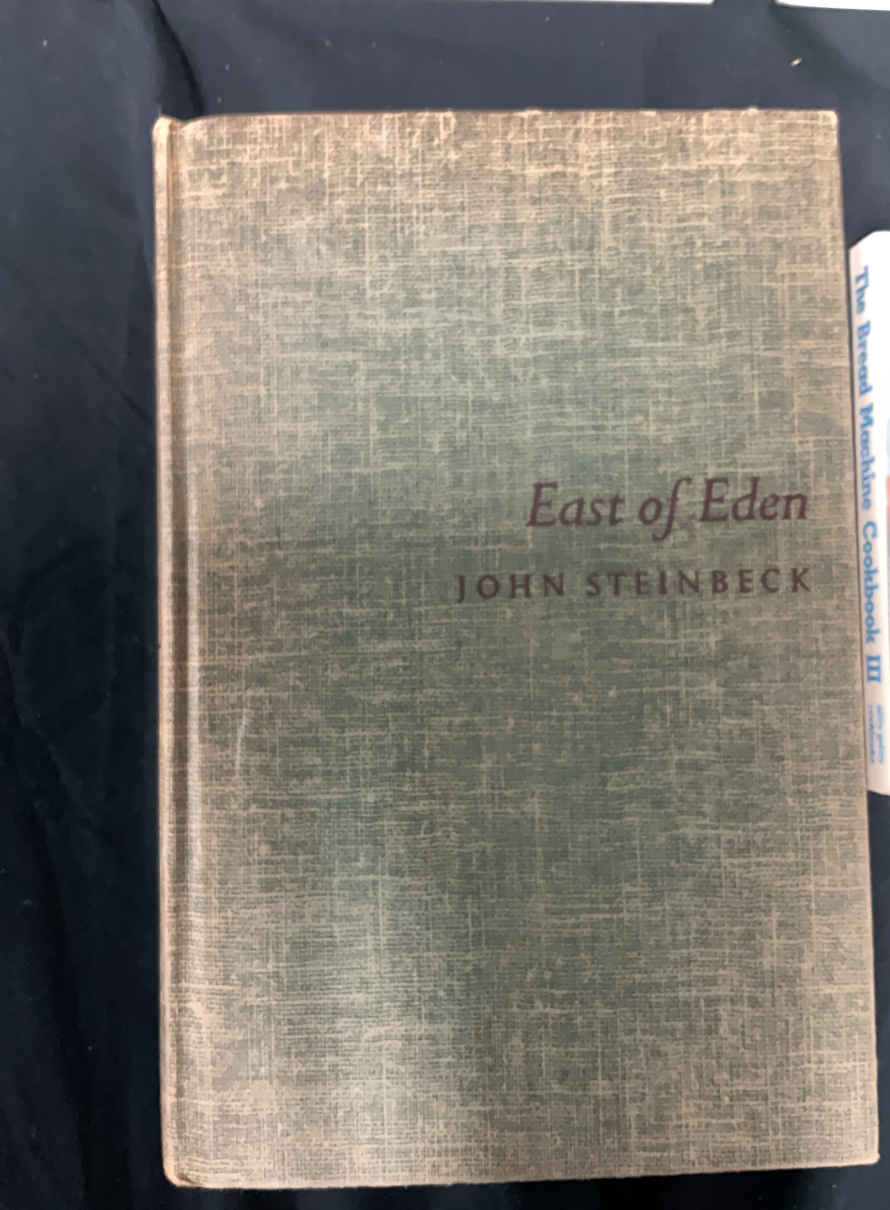 East of Eden
JOHN STEINBECK
The Bread Machine Cookbook III